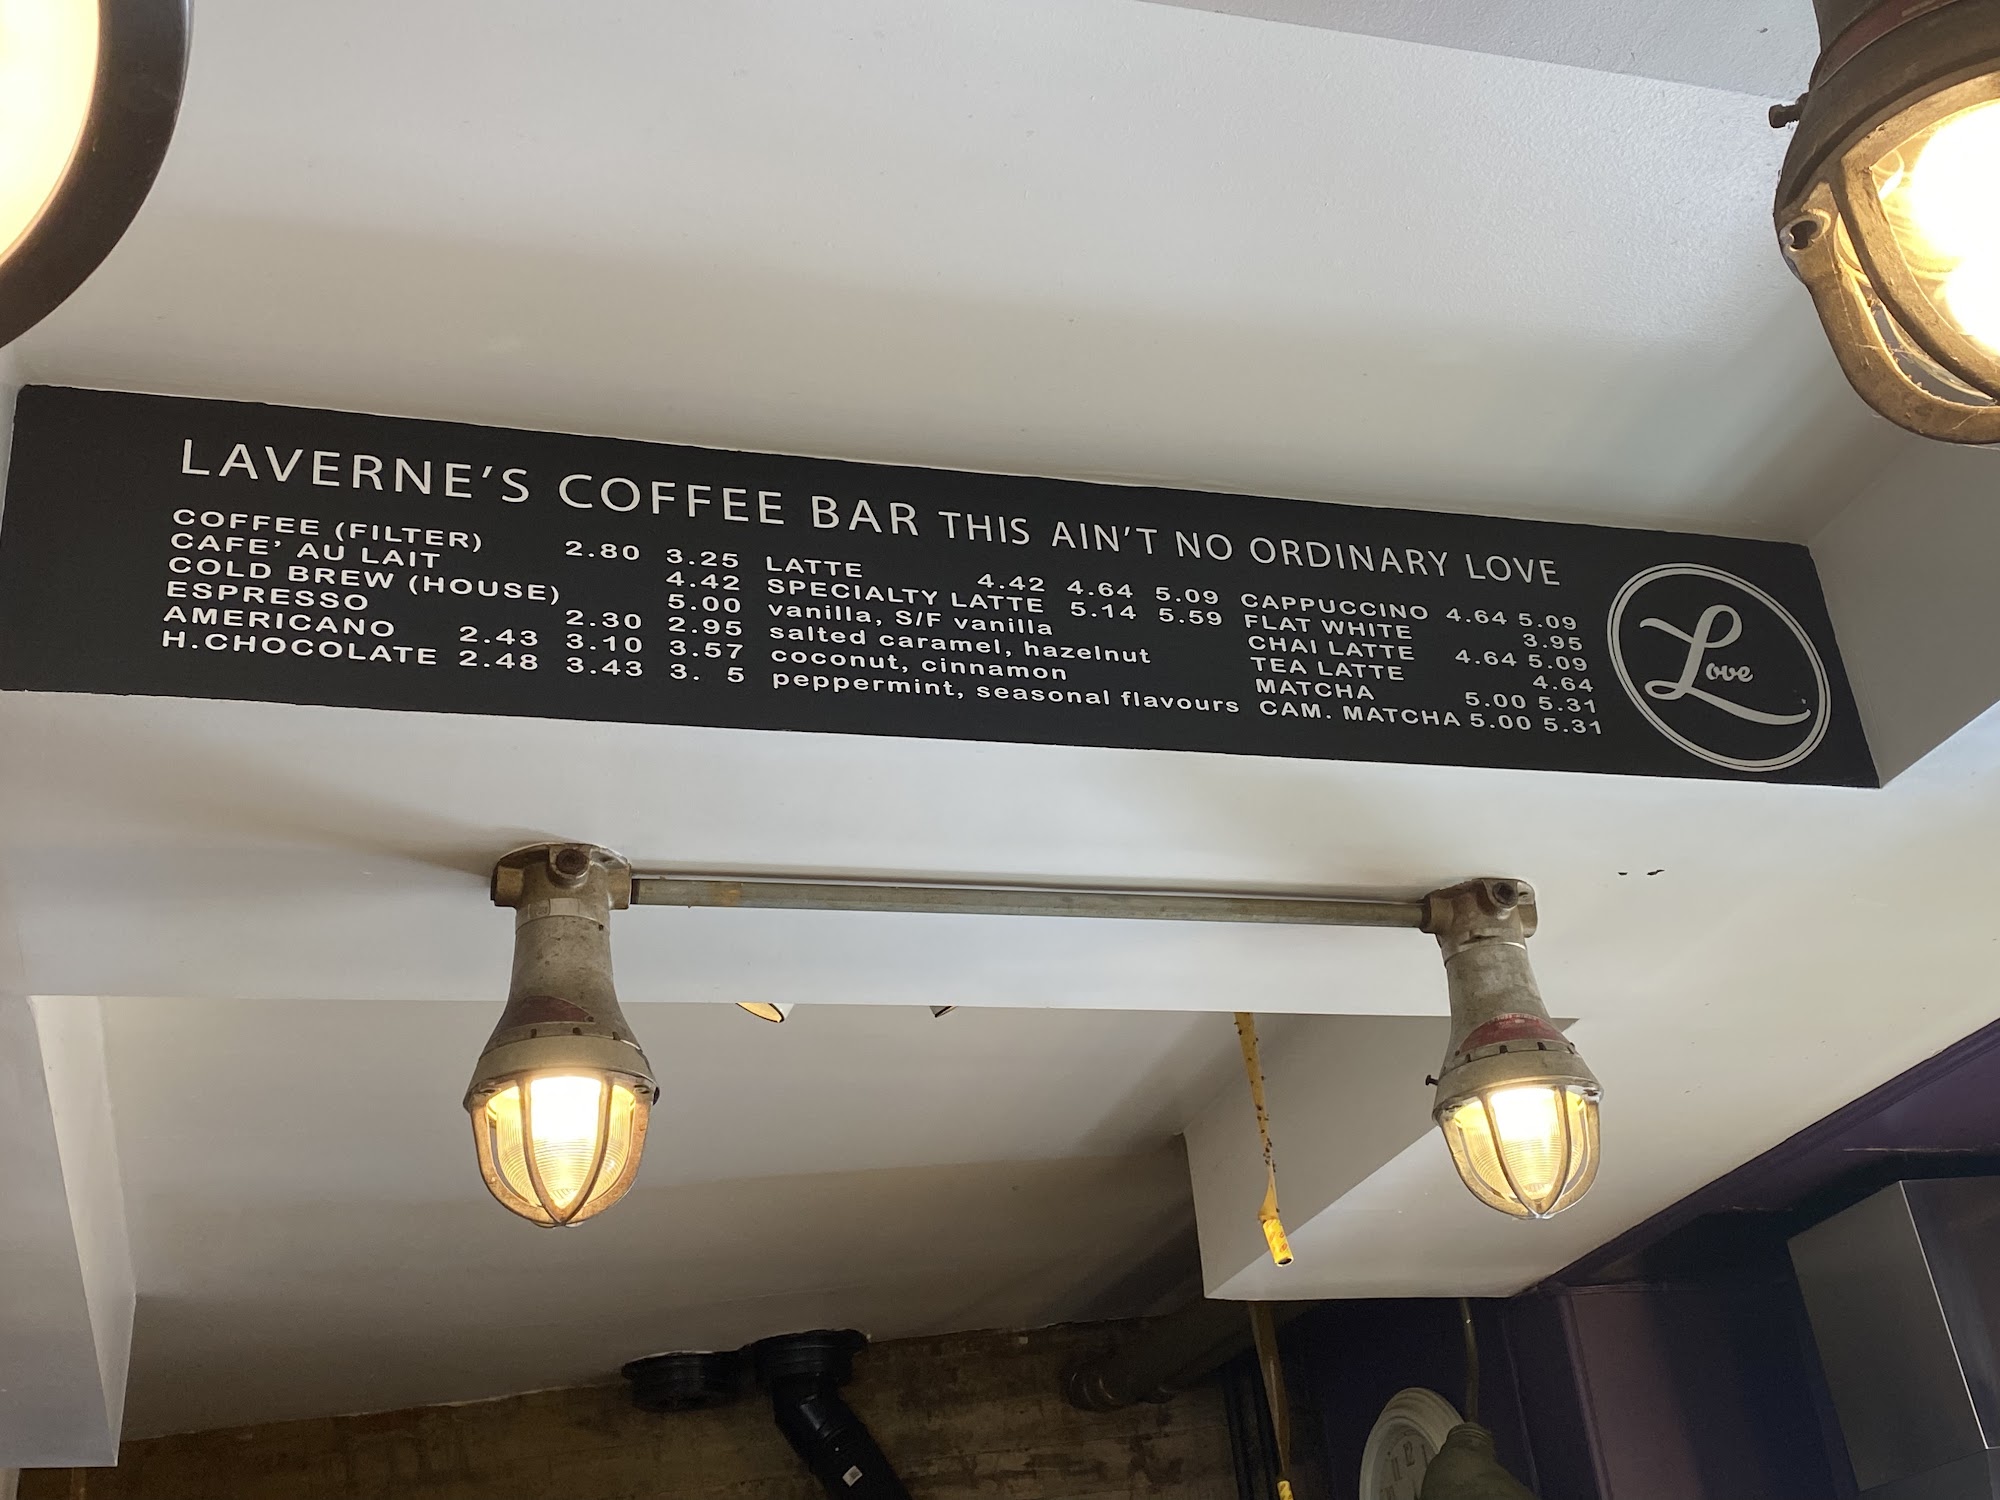 LAVERNE'S COFFEE BAR THIS AIN'T NO ORDINARY LOVE
COFFEE (FILTER) 2.80 3.25
CAFE' AU LAIT 4.42
COLD BREW (HOUSE) 5.00
ESPRESSO 2.30 2.95
AMERICANO 2.43 3.10 3.57
H.CHOCOLATE 2.48 3.43 3. 5
LATTE 4.42 4.64 5.09
SPECIALTY LATTE 5.14 5.59
vanilla, S/F vanilla
salted caramel, hazelnut
coconut, cinnamon
peppermint, seasonal flavours
CAPPUCCINO 4.64 5.09
FLAT WHITE 3.95
CHAI LATTE 4.64 5.09
TEA LATTE 4.64
MATCHA 5.00 5.31
CAM. MATCHA 5.00 5.31
Love
11 12